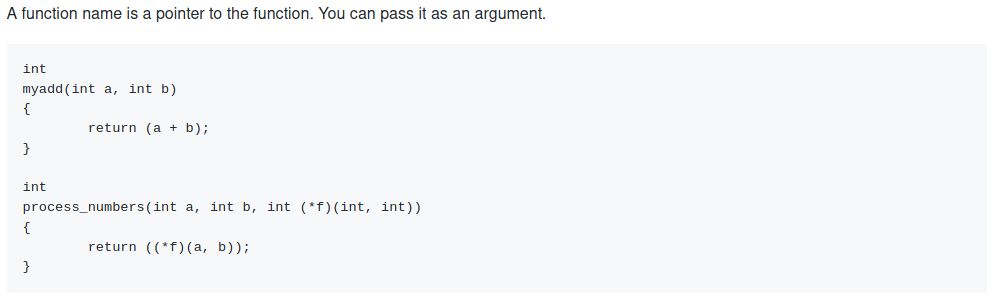 A function name is a pointer to the function. You can pass it as an argument.
int
myadd(int a, int b)
{
        return (a + b);
}

int
process_numbers(int a, int b, int (*f)(int, int))
{
        return ((*f)(a, b));
}